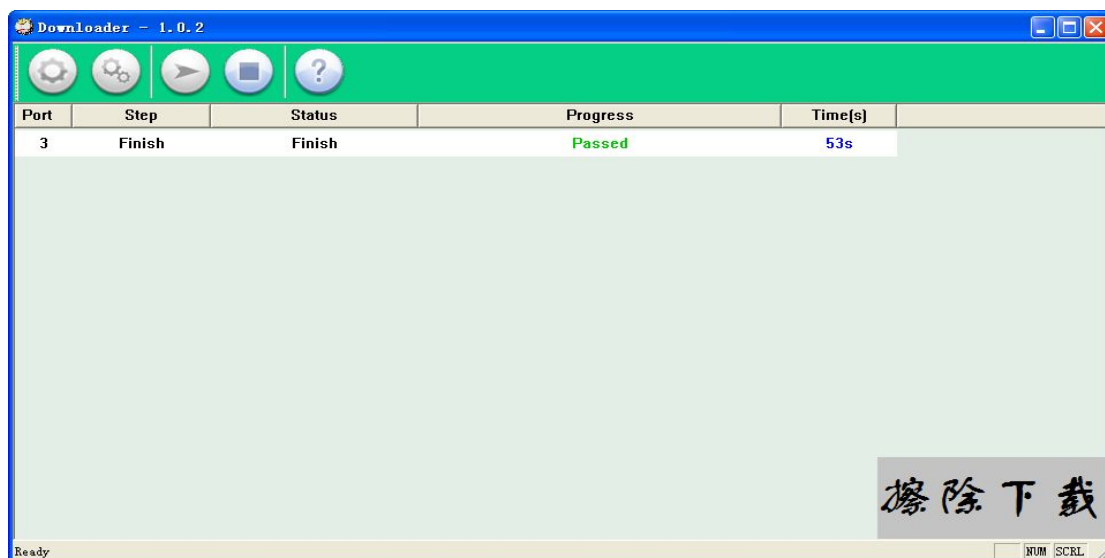 Downloader - 1.0.2
?
Port Step Status Progress Time(s)
3 Finish Finish Passed 53s
擦除下载
Ready NUM SCRL